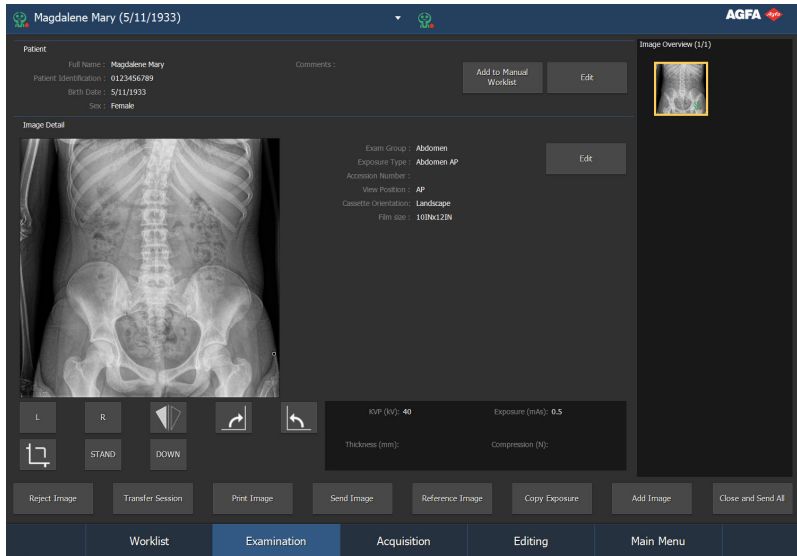 Magdalene Mary (5/11/1933)
AGFA
Agfa
Patient
Full Name : Magdalene Mary
Comments :
Patient Identification : 0123456789
Birth Date : 5/11/1933
Sex : Female
Add to Manual
Worklist
Edit
Image Overview (1/1)
Image Detail
Exam Group : Abdomen
Exposure Type : Abdomen AP
Accession Number :
View Position : AP
Cassette Orientation: Landscape
Film size : 10INx12IN
Edit
L
R
STAND
DOWN
KVP (kV): 40
Exposure (mAs): 0.5
Thickness (mm):
Compression (N):
Reject Image
Transfer Session
Print Image
Send Image
Reference Image
Copy Exposure
Add Image
Close and Send All
Worklist
Examination
Acquisition
Editing
Main Menu